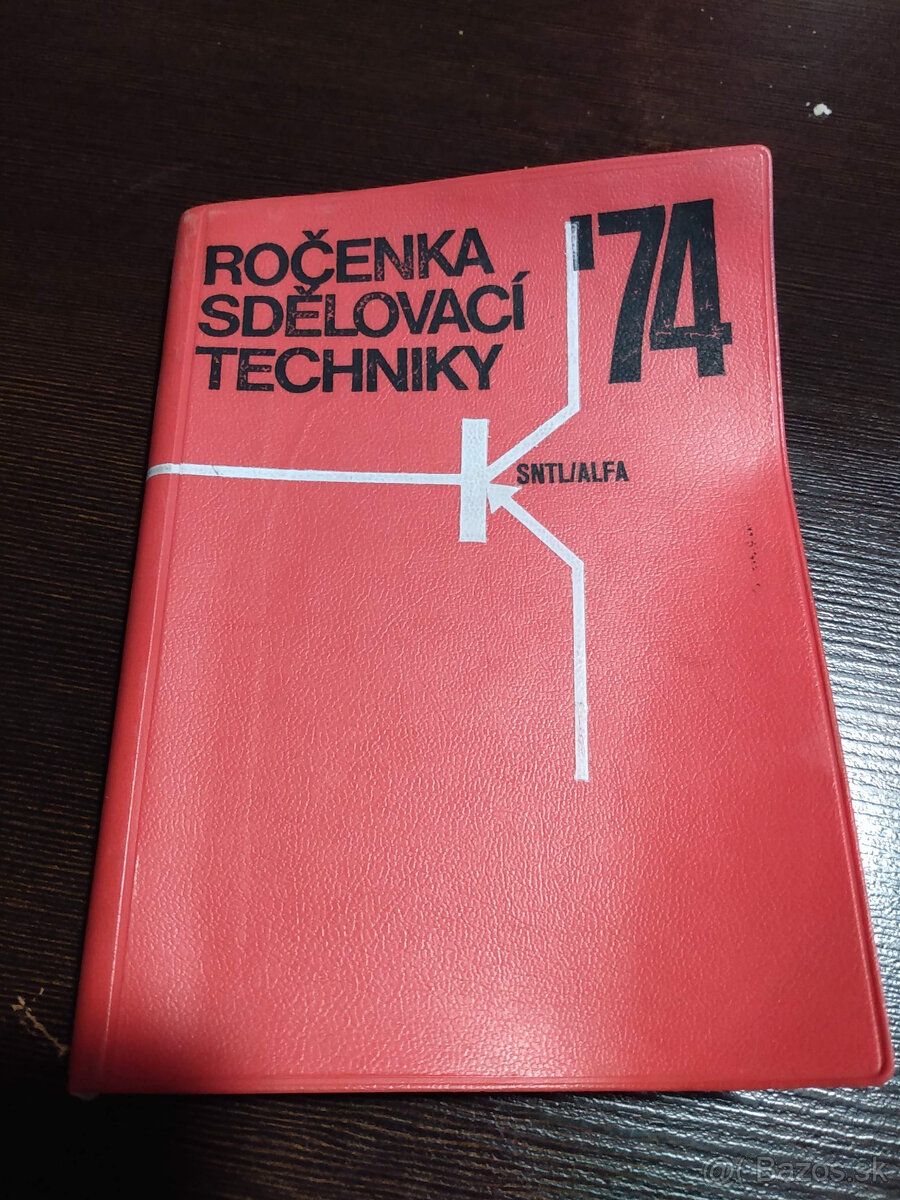 ROČENKA
SDĚLOVACÍ
TECHNIKY
'74
SNTL/ALFA
Bazos.sk